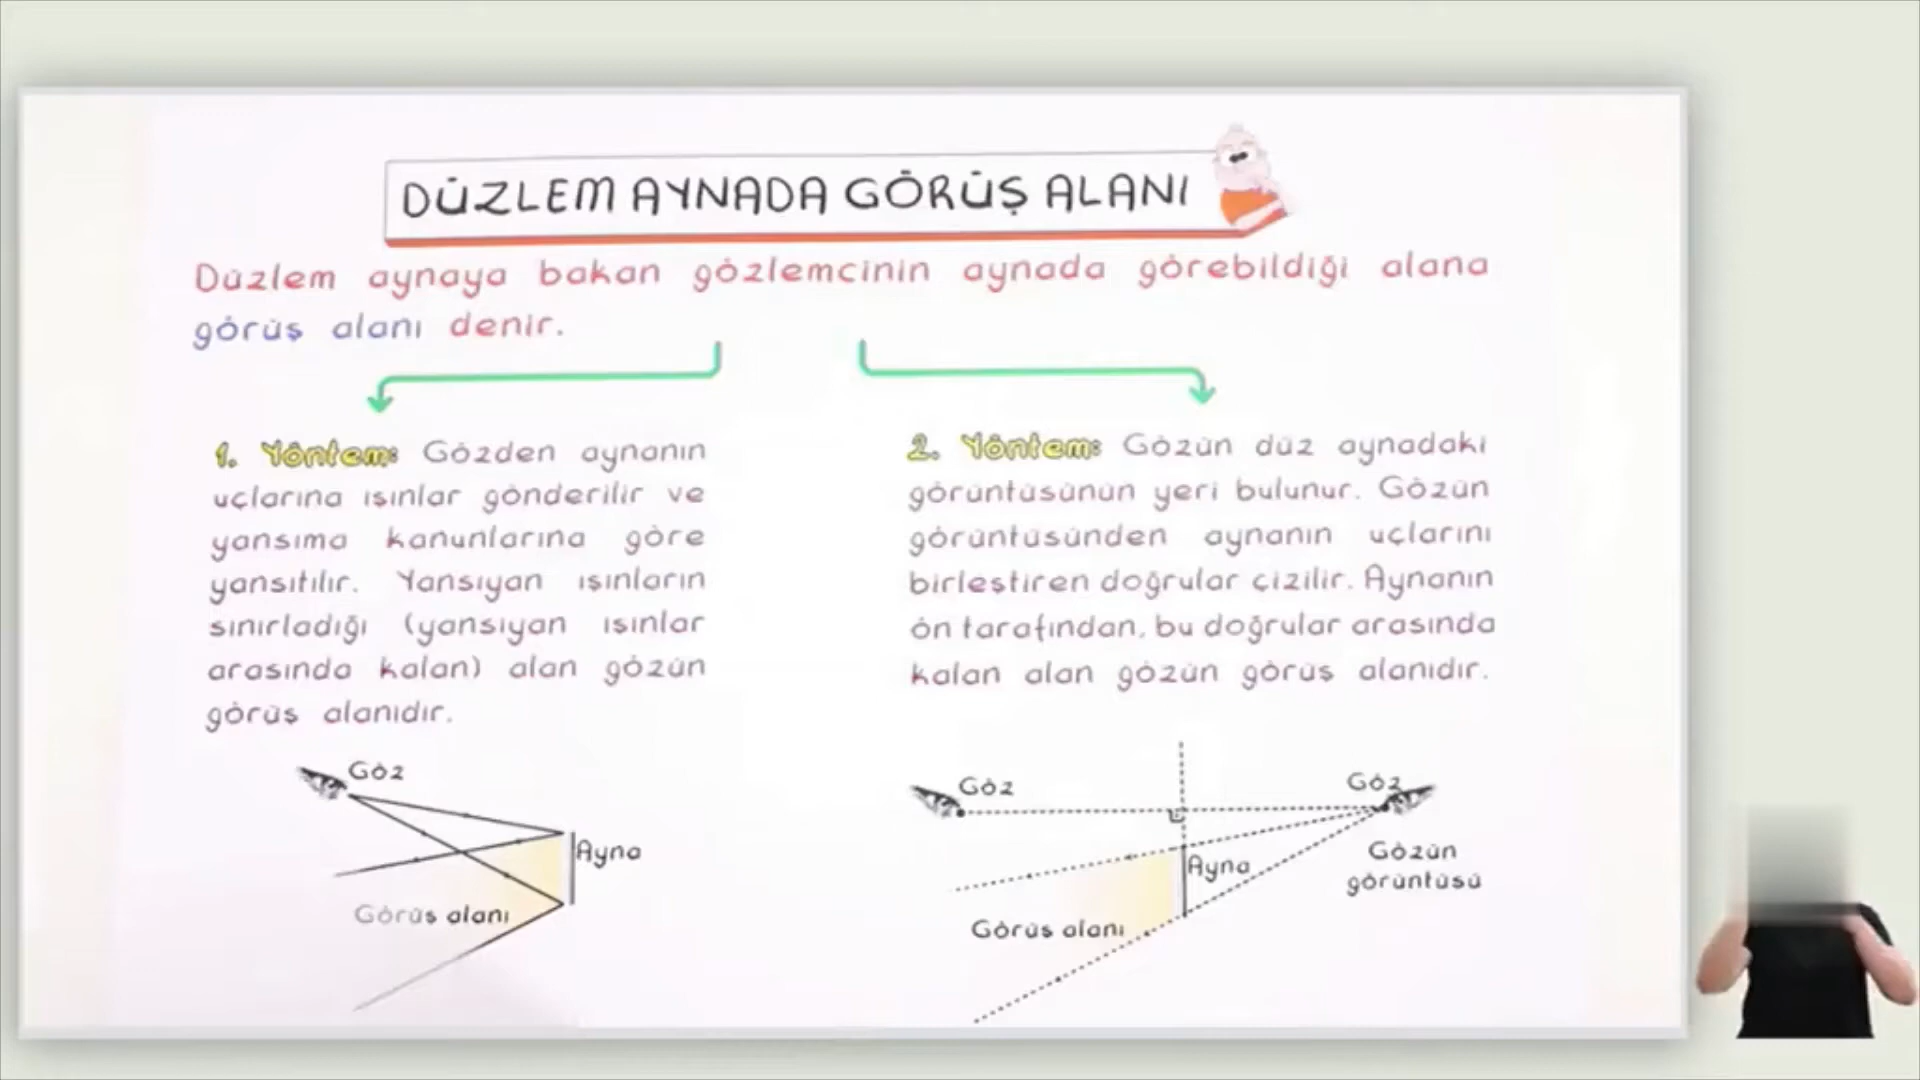 DÜZLEM AYNADA GÖRÜŞ ALANI
Düzlem aynaya bakan gözlemcinin aynada görebildiği alana
görüş alanı denir.
1. Yöntem: Gözden aynanın
uçlarına ışınlar gönderilir ve
yansıma kanunlarına göre
yansıtılır. Yansıyan ışınların
sınırladığı (yansıyan ışınlar
arasında kalan) alan gözün
görüş alanıdır.
Göz
Ayna
Görüş alanı
2. Yöntem: Gözün düz aynadaki
görüntüsünün yeri bulunur. Gözün
görüntüsünden aynanın uçlarını
birleştiren doğrular çizilir. Aynanın
ön tarafından, bu doğrular arasında
kalan alan gözün görüş alanıdır.
Göz
Göz
Ayna
Gözün
görüntüsü
Görüş alanı